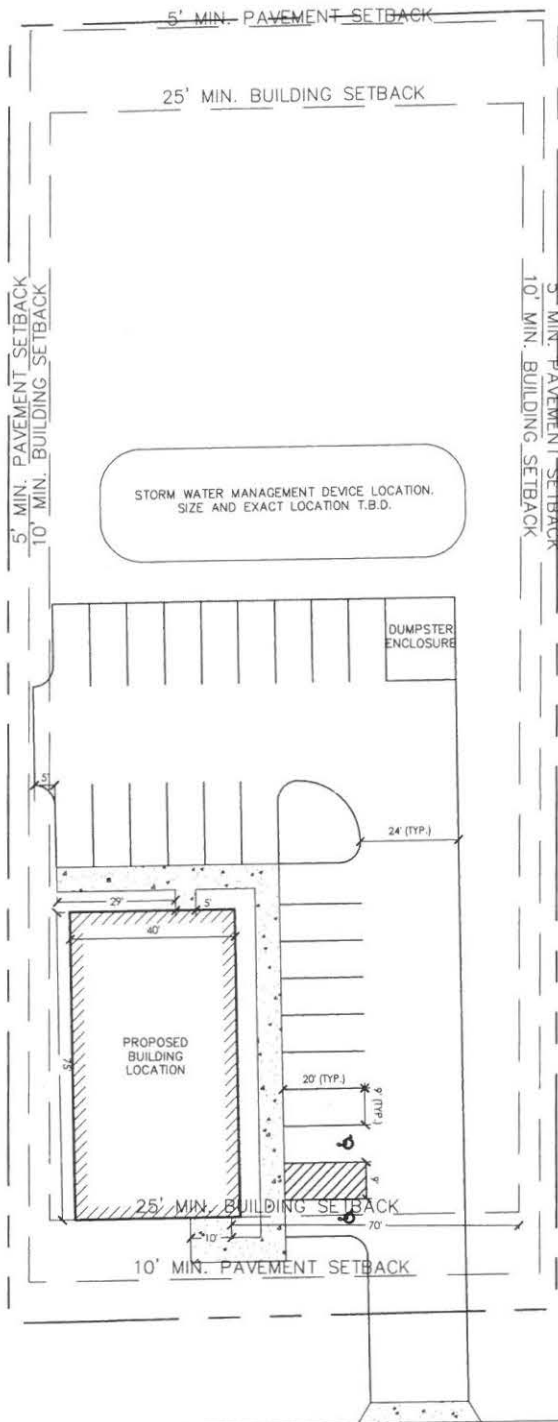 5' MIN. PAVEMENT SETBACK
25' MIN. BUILDING SETBACK
5' MIN. PAVEMENT SETBACK
10' MIN. BUILDING SETBACK
10' MIN. BUILDING SETBACK
5' MIN. PAVEMENT SETBACK
STORM WATER MANAGEMENT DEVICE LOCATION.
SIZE AND EXACT LOCATION T.B.D.
DUMPSTER
ENCLOSURE
5'
24' (TYP.)
29'
5'
40'
75'
PROPOSED
BUILDING
LOCATION
20' (TYP.)
9' (TYP.)
25' MIN. BUILDING SETBACK
70'
10'
10' MIN. PAVEMENT SETBACK